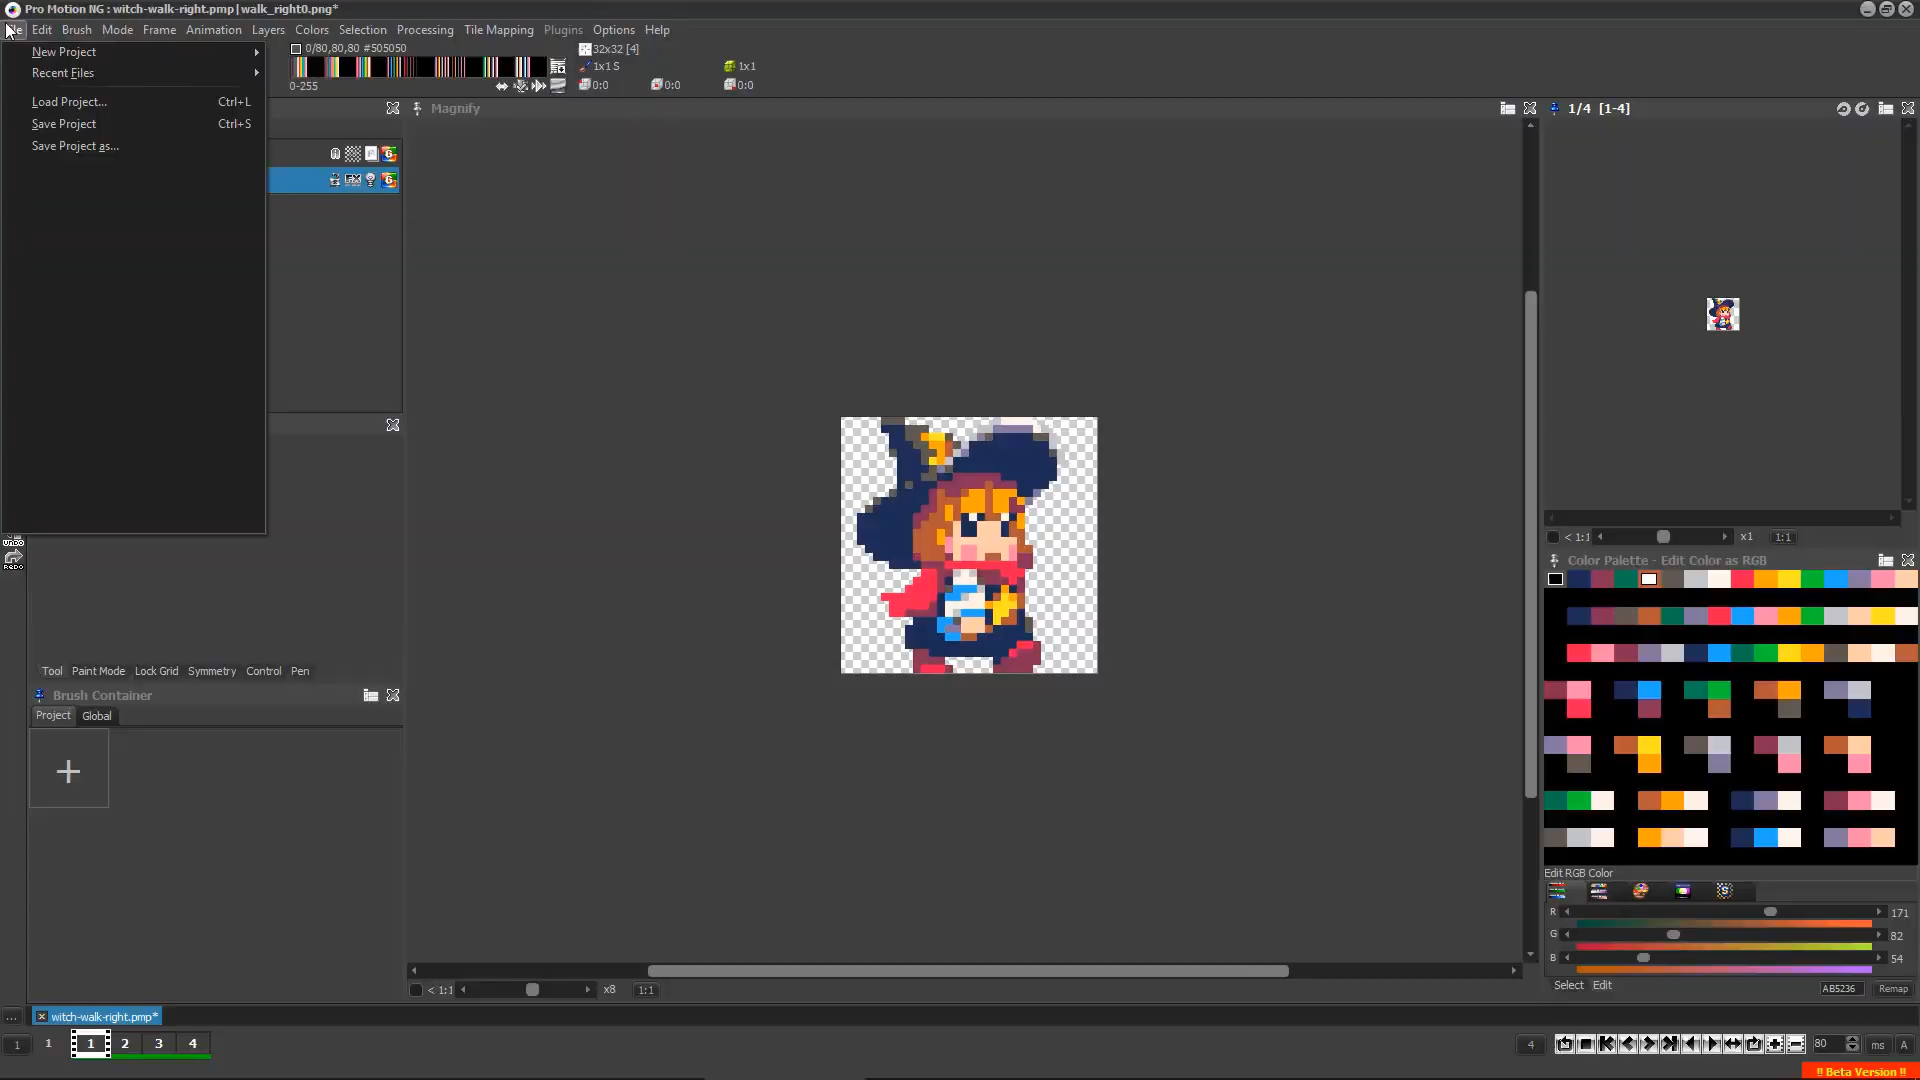 Pro Motion NG : witch-walk-right.pmp|walk_right0.png*
Edit Brush Mode Frame Animation Layers Colors Selection Processing Tile Mapping Plugins Options Help
New Project
Recent Files
Load Project... Ctrl+L
Save Project Ctrl+S
Save Project as...
0/80,80,80 #505050
0-255
32x32 [4]
1x1 S
1x1
0:0
0:0
0:0
Magnify
1/4 [1-4]
< 1:1 x1 1:1
UNDO
REDO
Tool Paint Mode Lock Grid Symmetry Control Pen
Brush Container
Project Global
+
< 1:1 x8 1:1
Color Palette - Edit Color as RGB
Edit RGB Color
R 171
G 82
B 54
Select Edit AB5236 Remap
... witch-walk-right.pmp*
1 1 1 2 3 4
4 80 ms A
!! Beta Version !!